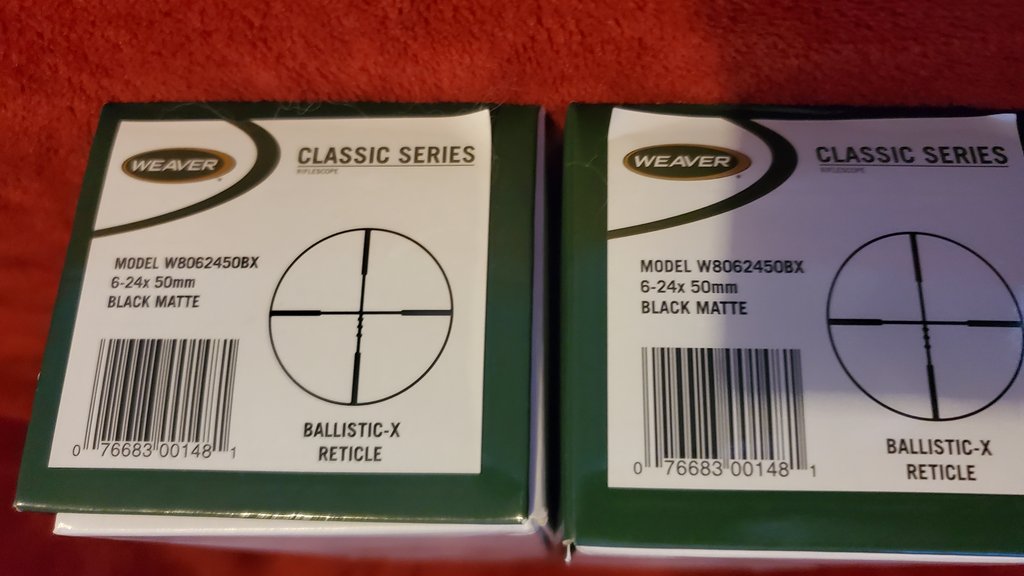 WEAVER
CLASSIC SERIES
RIFLESCOPE
MODEL W8062450BX
6-24x 50mm
BLACK MATTE
0 76683 00148 1
BALLISTIC-X
RETICLE
WEAVER
CLASSIC SERIES
RIFLESCOPE
MODEL W8062450BX
6-24x 50mm
BLACK MATTE
0 76683 00148 1
BALLISTIC-X
RETICLE